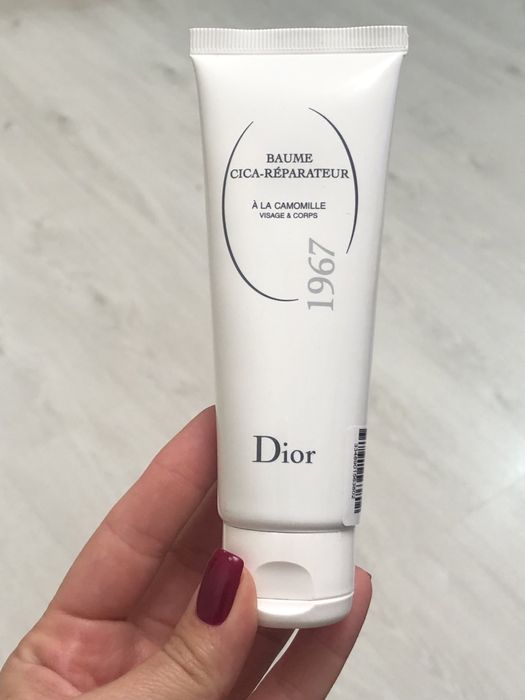 BAUME
CICA-RÉPARATEUR
À LA CAMOMILLE
VISAGE & CORPS
1967
Dior